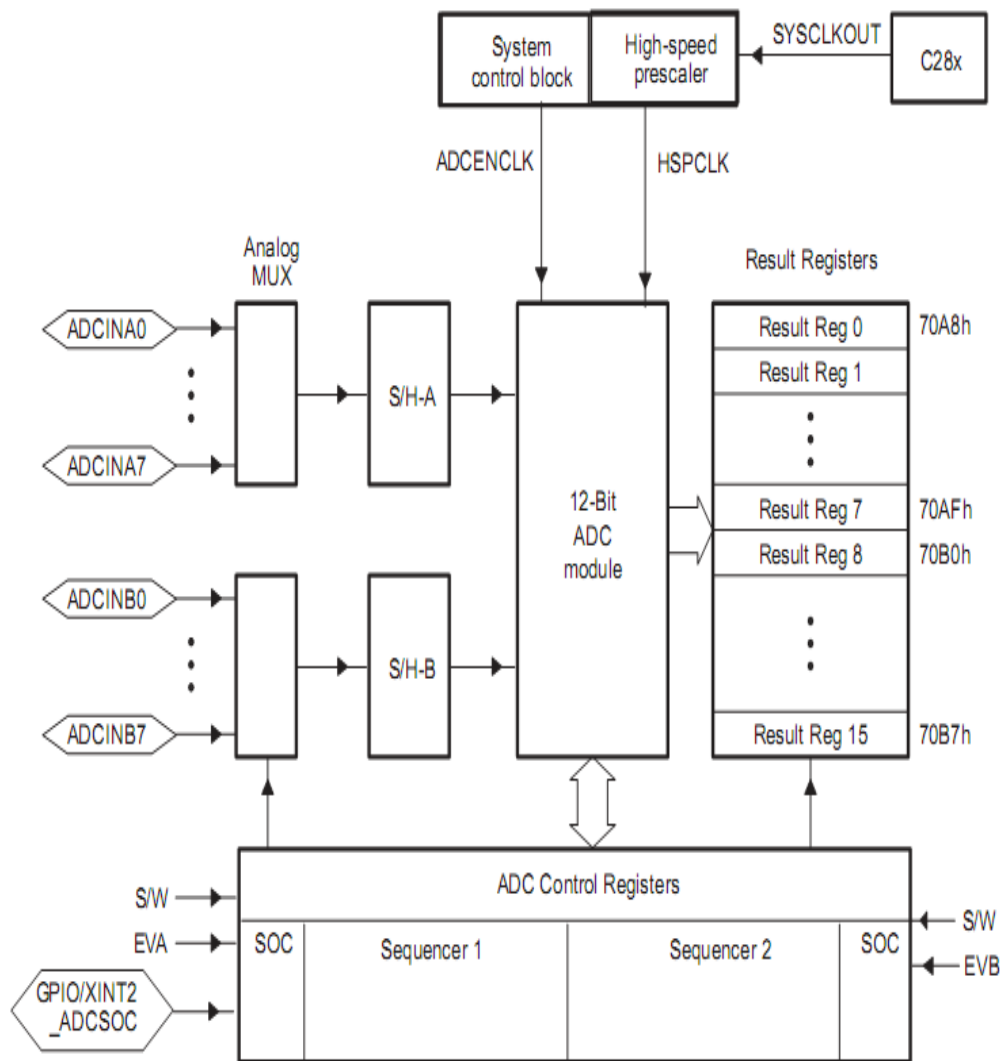 System
control block
High-speed
prescaler
SYSCLKOUT
C28x
ADCENCLK
HSPCLK
Analog
MUX
Result Registers
ADCINA0
ADCINA7
S/H-A
12-Bit
ADC
module
Result Reg 0
70A8h
Result Reg 1
Result Reg 7
70AFh
Result Reg 8
70B0h
ADCINB0
ADCINB7
S/H-B
Result Reg 15
70B7h
ADC Control Registers
S/W
EVA
GPIO/XINT2
_ADCSOC
SOC
Sequencer 1
Sequencer 2
SOC
S/W
EVB